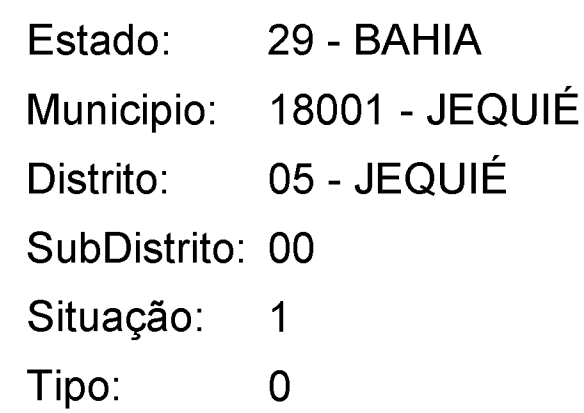 Estado: 29 - BAHIA
Municipio: 18001 - JEQUIÉ
Distrito: 05 - JEQUIÉ
SubDistrito: 00
Situação: 1
Tipo: 0